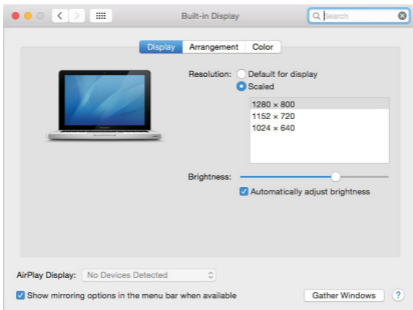 Built-in Display
Search
Display Arrangement Color
Resolution: Default for display
Scaled
1280 × 800
1152 × 720
1024 × 640
Brightness:
Automatically adjust brightness
AirPlay Display: No Devices Detected
Show mirroring options in the menu bar when available
Gather Windows ?